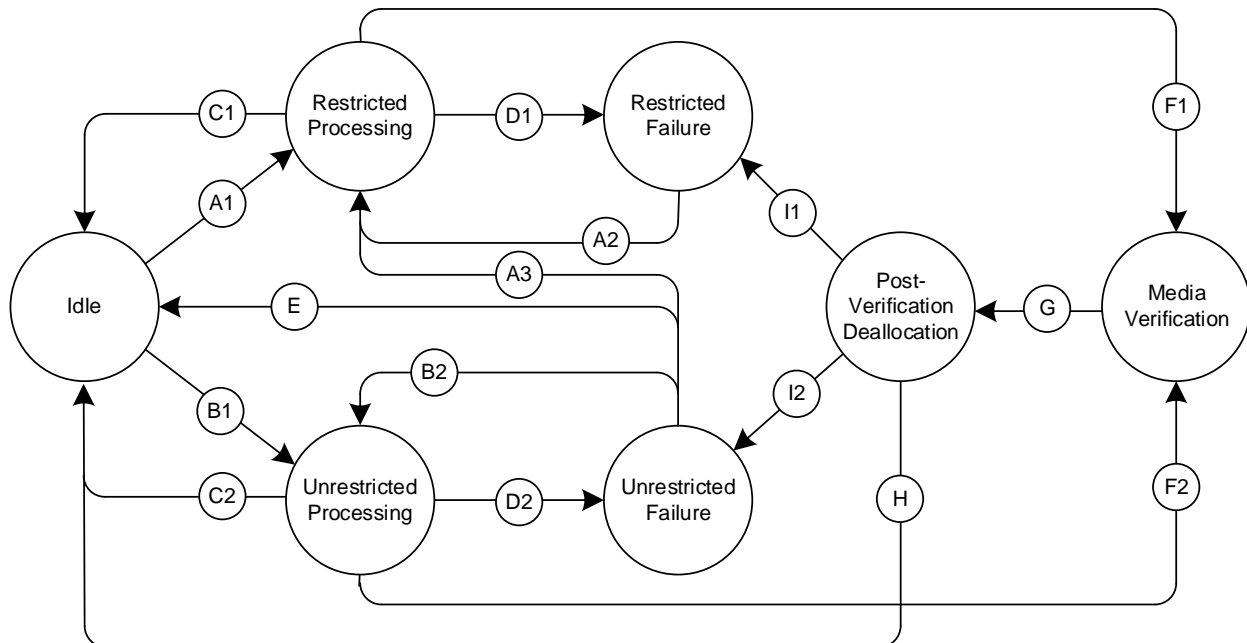 Restricted
Processing
Restricted
Failure
C1
D1
F1
A1
I1
A2
A3
Idle
E
Post-
Verification
Deallocation
G
Media
Verification
B2
I2
B1
Unrestricted
Processing
Unrestricted
Failure
C2
D2
H
F2